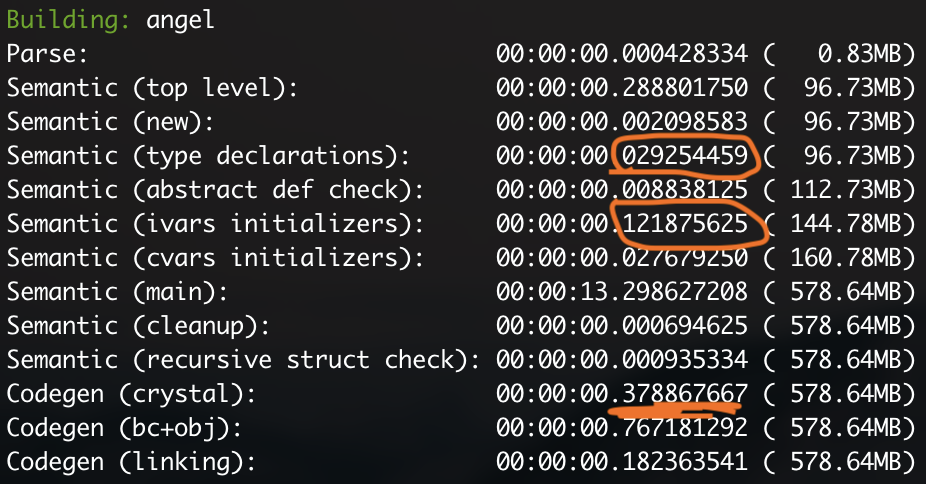 Building: angel
Parse: 00:00:00.000428334 ( 0.83MB)
Semantic (top level): 00:00:00.288801750 ( 96.73MB)
Semantic (new): 00:00:00.002098583 ( 96.73MB)
Semantic (type declarations): 00:00:00.029254459 ( 96.73MB)
Semantic (abstract def check): 00:00:00.008838125 ( 112.73MB)
Semantic (ivars initializers): 00:00:00.121875625 ( 144.78MB)
Semantic (cvars initializers): 00:00:00.027679250 ( 160.78MB)
Semantic (main): 00:00:13.298627208 ( 578.64MB)
Semantic (cleanup): 00:00:00.000694625 ( 578.64MB)
Semantic (recursive struct check): 00:00:00.000935334 ( 578.64MB)
Codegen (crystal): 00:00:00.378867667 ( 578.64MB)
Codegen (bc+obj): 00:00:00.767181292 ( 578.64MB)
Codegen (linking): 00:00:00.182363541 ( 578.64MB)